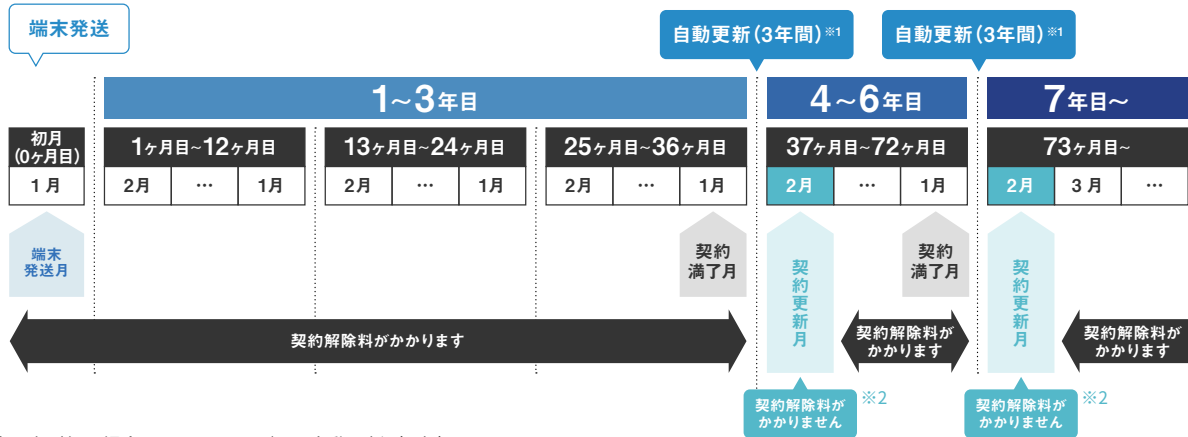 端末発送
自動更新(3年間)※1
自動更新(3年間)※1
1～3年目
4～6年目
7年目～
初月
(0ヶ月目)
1ヶ月目~12ヶ月目
13ヶ月目~24ヶ月目
25ヶ月目~36ヶ月目
37ヶ月目~72ヶ月目
73ヶ月目~
1月
2月
…
1月
2月
…
1月
2月
…
1月
2月
…
1月
2月
3月
…
端末
発送月
契約
満了月
契約更新月
契約
満了月
契約更新月
契約解除料がかかります
契約解除料が
かかります
契約解除料が
かかります
契約解除料が
かかりません
※2
契約解除料が
かかりません
※2